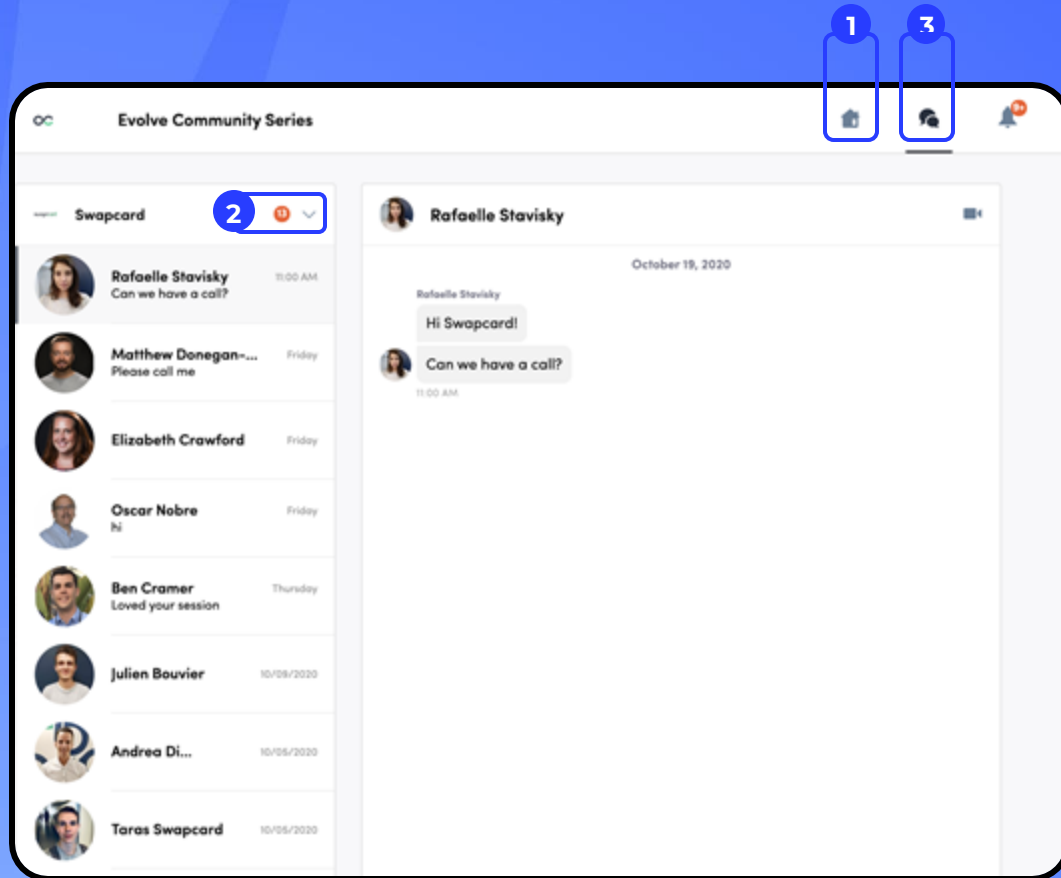 1
3
Evolve Community Series
9+
Swapcard
2
13
Rafaelle Stavisky
11:00 AM
Can we have a call?
Matthew Donegan-...
Friday
Please call me
Elizabeth Crawford
Friday
Oscar Nobre
Friday
hi
Ben Cramer
Thursday
Loved your session
Julien Bouvier
10/09/2020
Andrea Di...
10/05/2020
Taras Swapcard
10/05/2020
Rafaelle Stavisky
October 19, 2020
Rafaelle Stavisky
Hi Swapcard!
Can we have a call?
11:00 AM